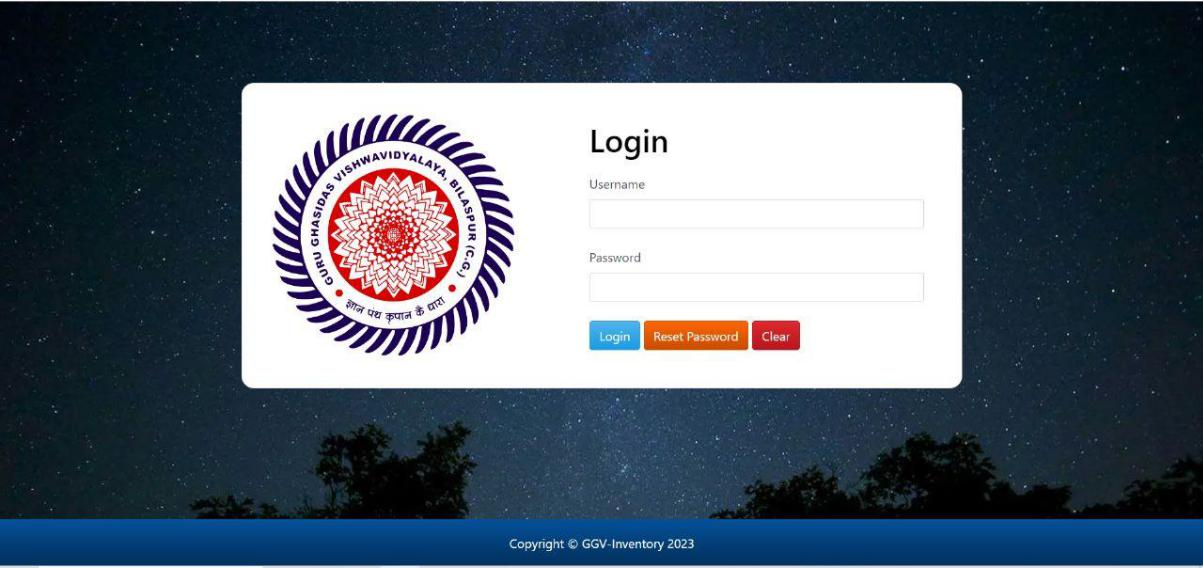 GURU GHASIDAS VISHWAVIDYALAYA, BILASPUR (C.G.)
ज्ञान पंथ कृपान कै धारा
Login
Username
Password
Login Reset Password Clear
Copyright © GGV-Inventory 2023